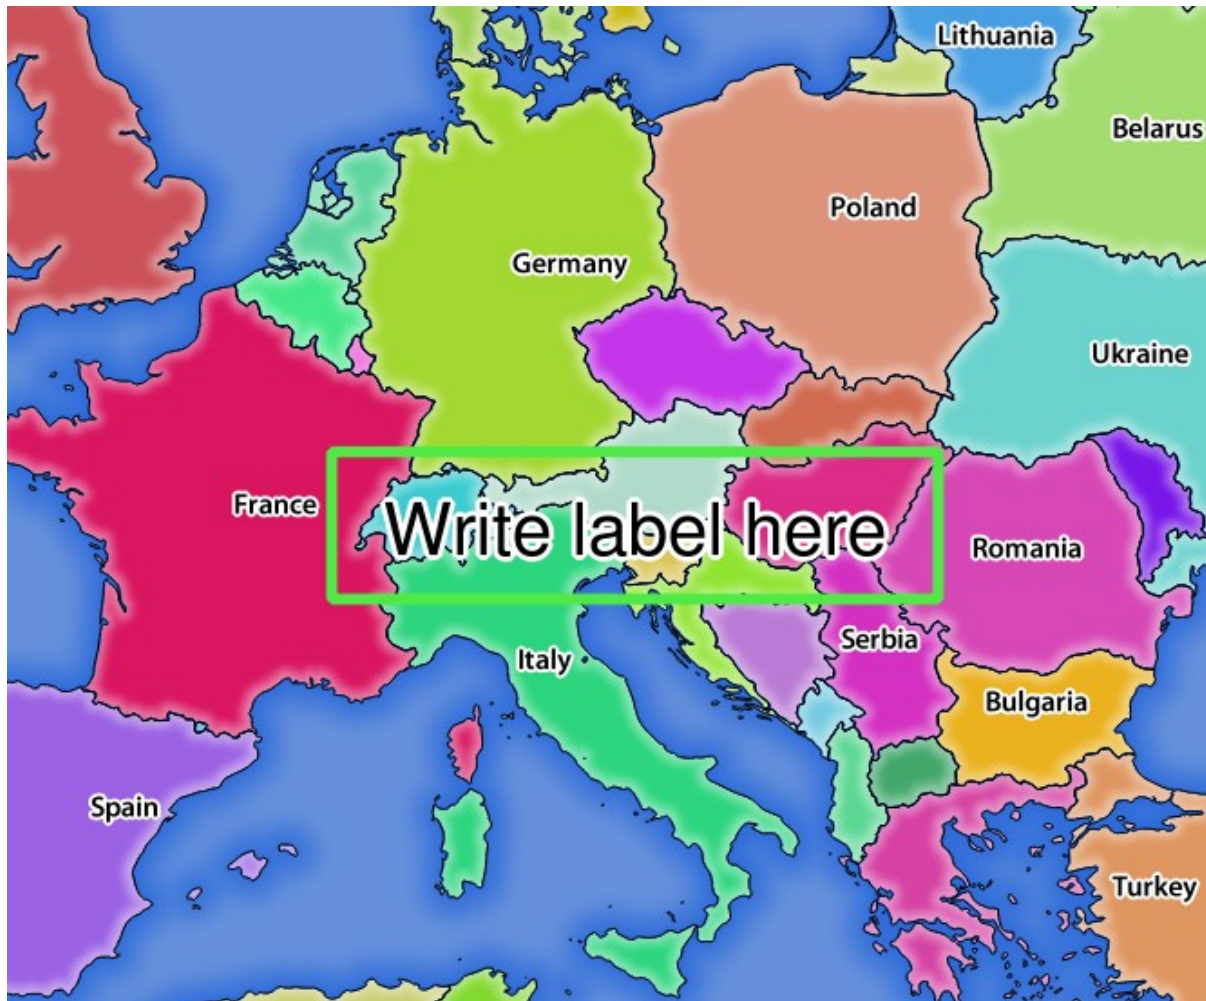 Lithuania
Belarus
Poland
Germany
Ukraine
France
Write label here
Romania
Serbia
Italy
Bulgaria
Spain
Turkey